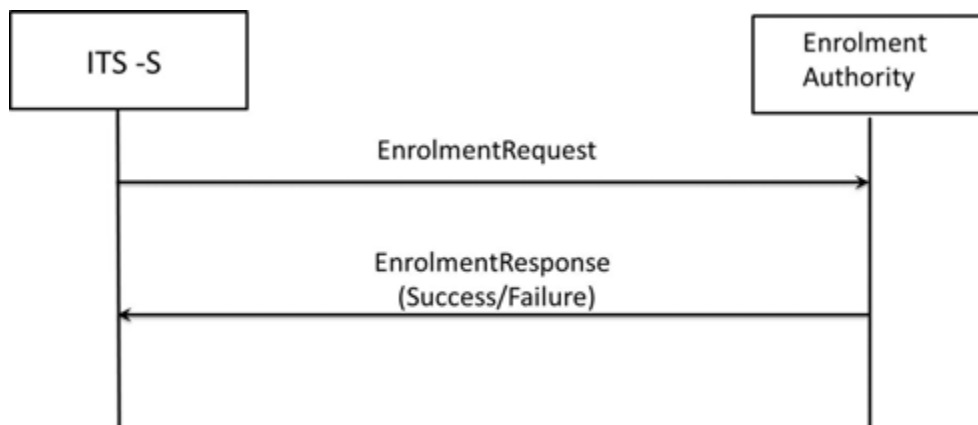 ITS -S
Enrolment
Authority
EnrolmentRequest
EnrolmentResponse
(Success/Failure)